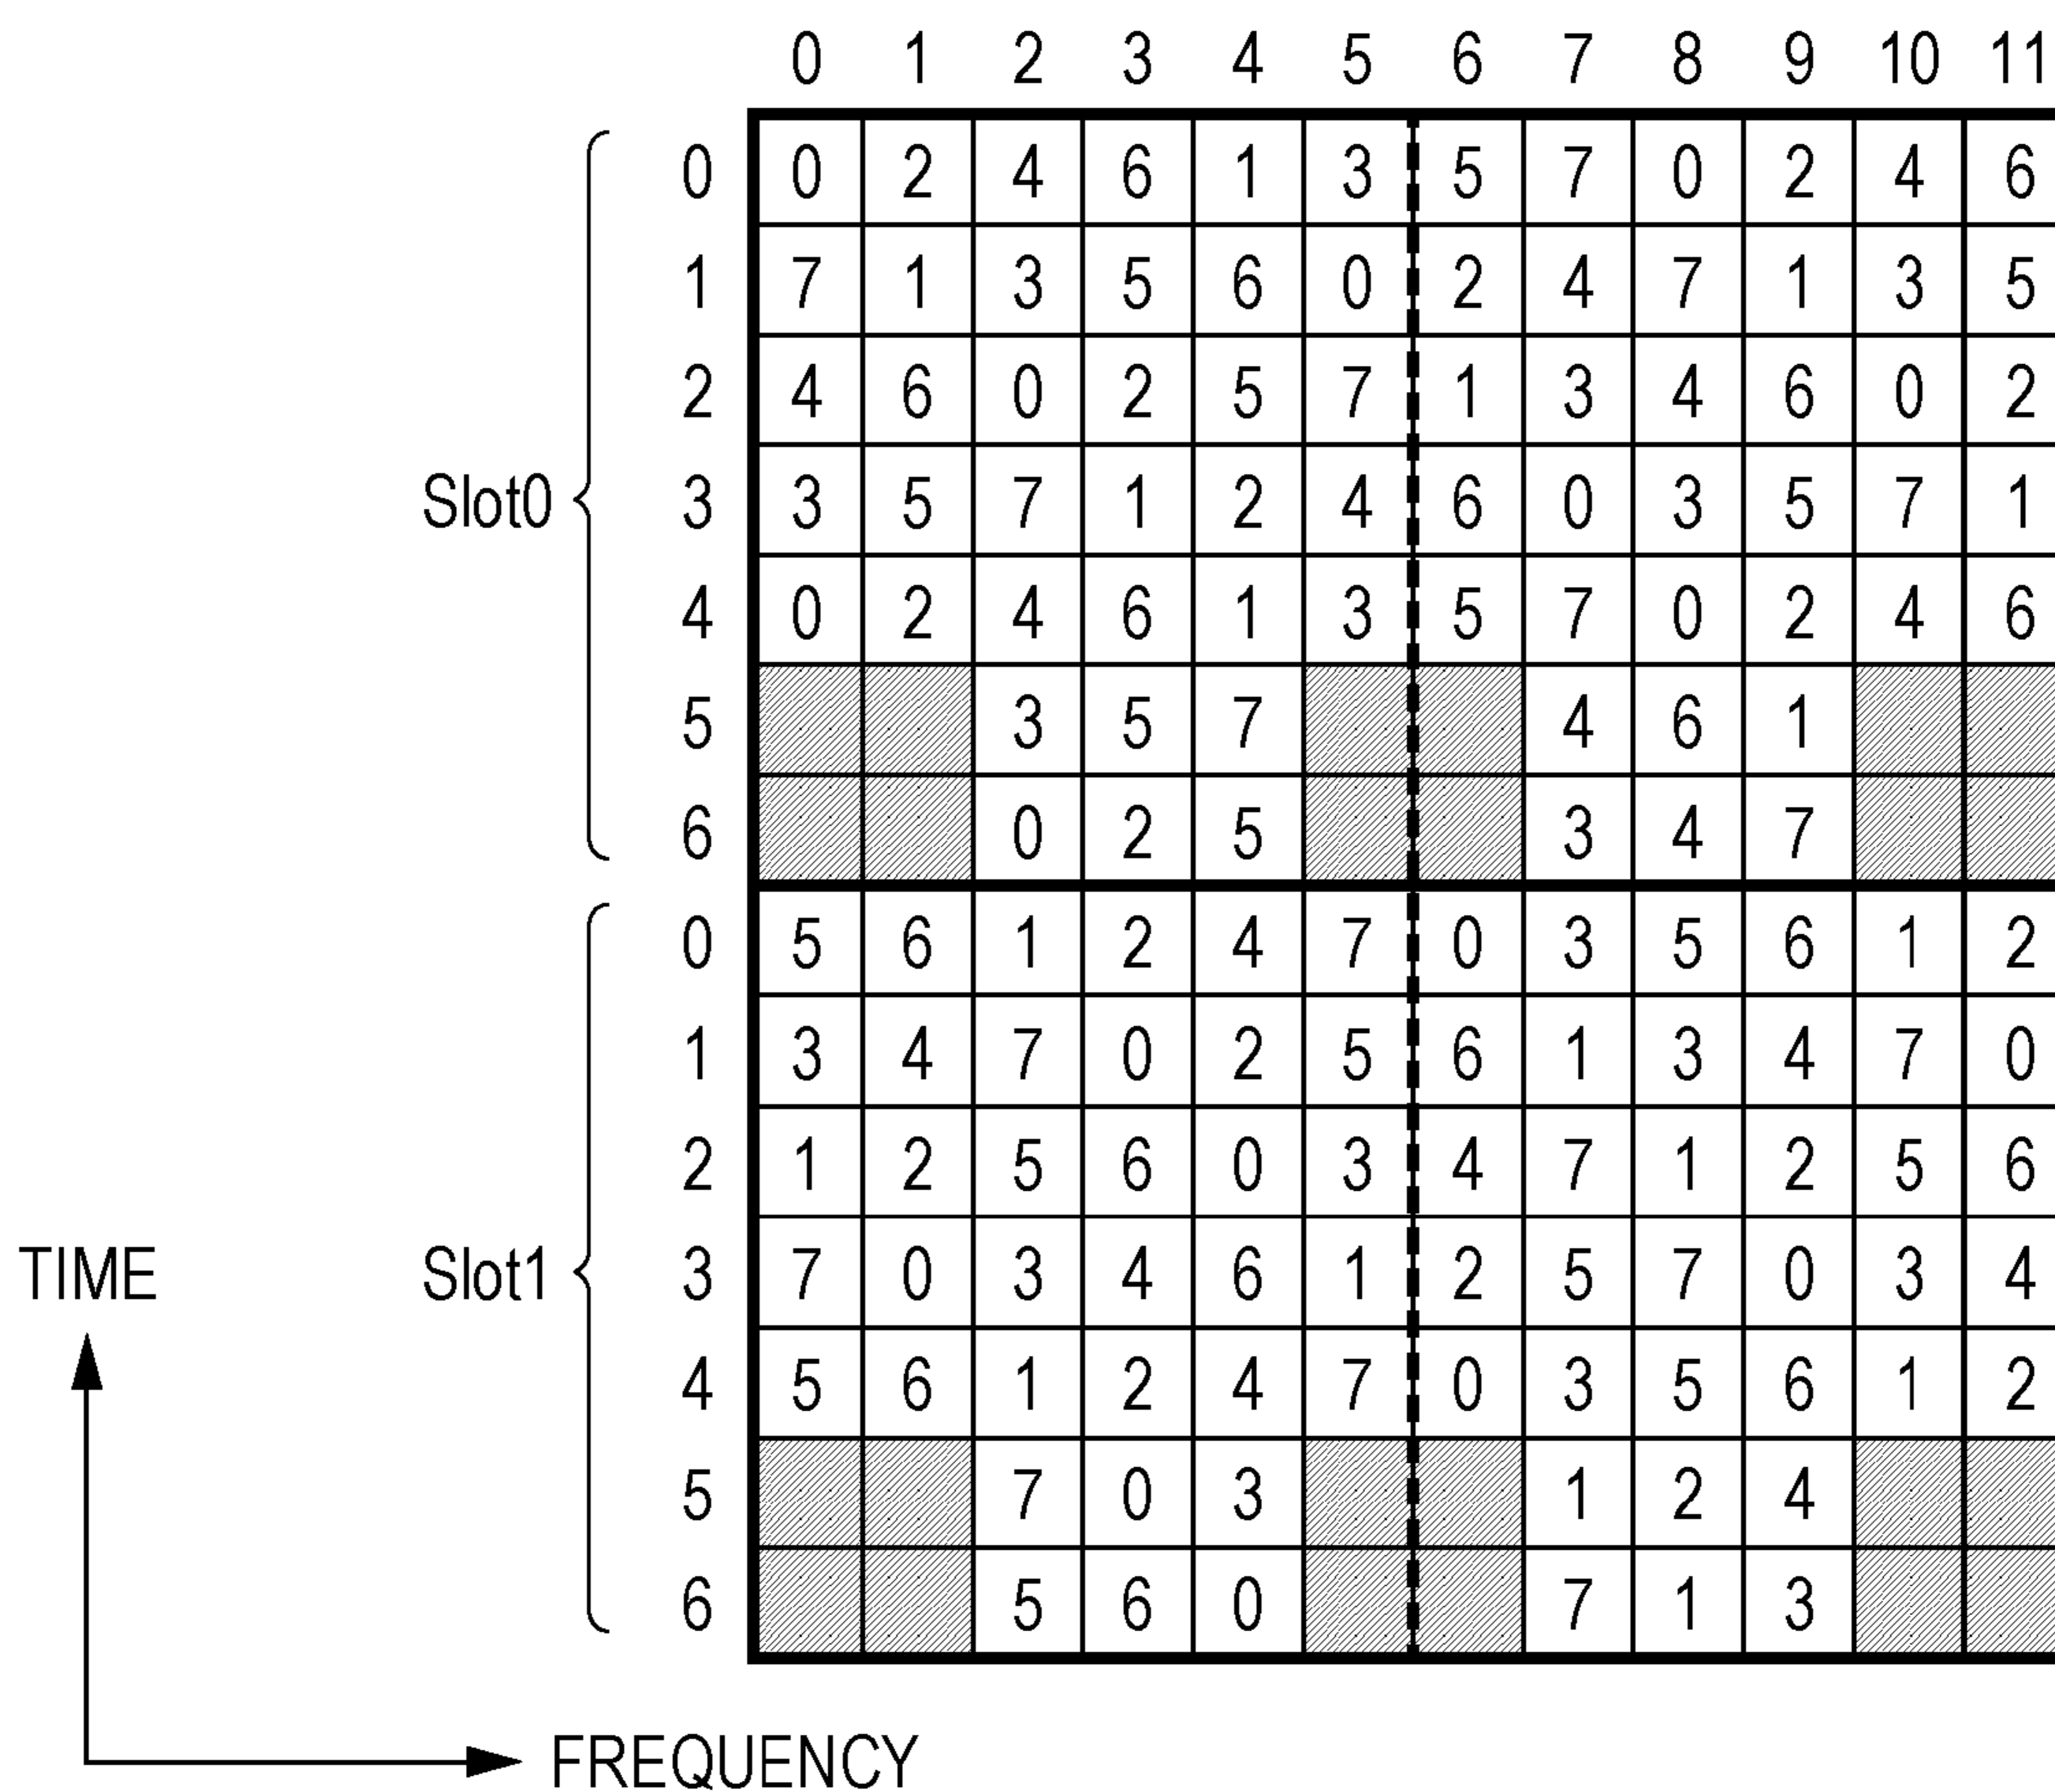 0 1 2 3 4 5 6 7 8 9 10 11
0 0 2 4 6 1 3 5 7 0 2 4 6
1 7 1 3 5 6 0 2 4 7 1 3 5
2 4 6 0 2 5 7 1 3 4 6 0 2
Slot0 3 3 5 7 1 2 4 6 0 3 5 7 1
4 0 2 4 6 1 3 5 7 0 2 4 6
5 3 5 7 4 6 1
6 0 2 5 3 4 7
0 5 6 1 2 4 7 0 3 5 6 1 2
1 3 4 7 0 2 5 6 1 3 4 7 0
2 1 2 5 6 0 3 4 7 1 2 5 6
TIME Slot1 3 7 0 3 4 6 1 2 5 7 0 3 4
4 5 6 1 2 4 7 0 3 5 6 1 2
5 7 0 3 1 2 4
6 5 6 0 7 1 3
FREQUENCY